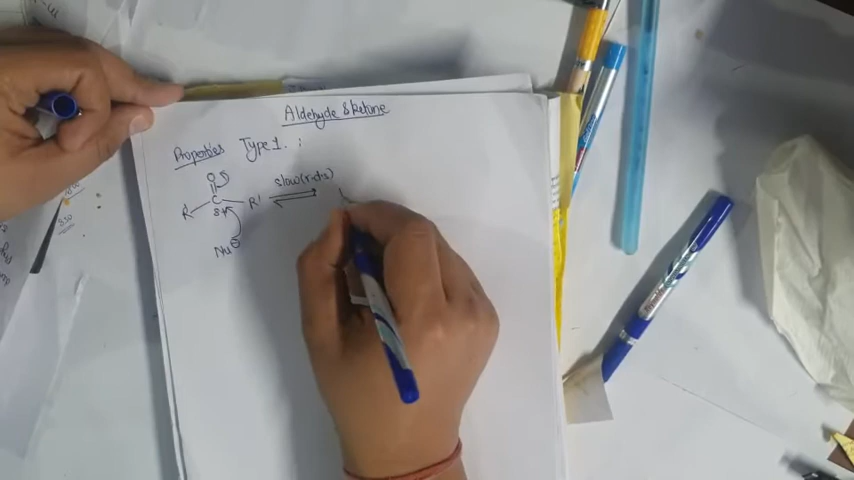 Aldehyde & Ketone
Properties Type 1. :
O
slow(r.d.s)
R C R'
δ+
Nu⊖